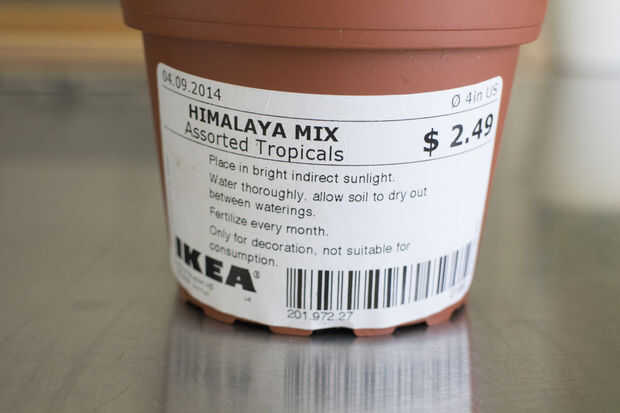 04.09.2014 Ø 4in US
HIMALAYA MIX $ 2.49
Assorted Tropicals
Place in bright indirect sunlight.
Water thoroughly, allow soil to dry out
between waterings.
Fertilize every month.
Only for decoration, not suitable for
consumption.
IKEA®
201.972.27